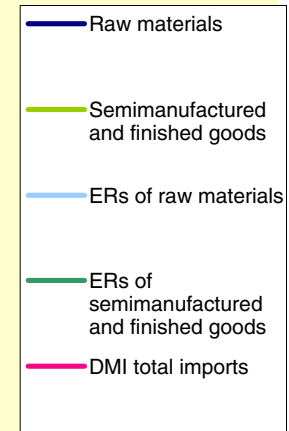 Raw materials
Semimanufactured
and finished goods
ERs of raw materials
ERs of
semimanufactured
and finished goods
DMI total imports